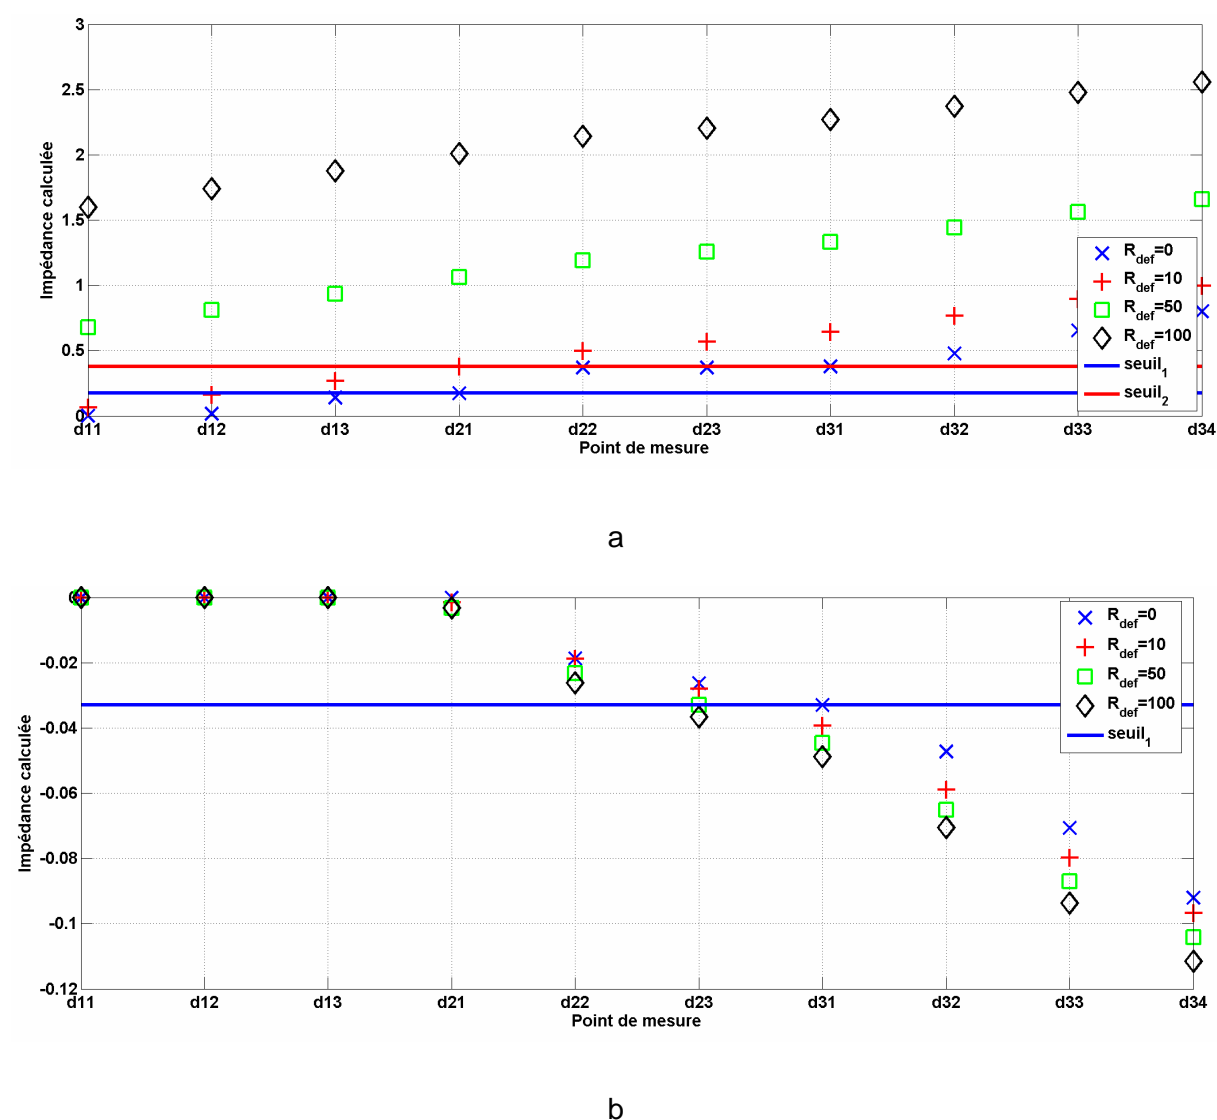 3
2.5
2
1.5
1
0.5
0
Impédance calculée
d11 d12 d13 d21 d22 d23 d31 d32 d33 d34
Point de mesure
R_def=0
R_def=10
R_def=50
R_def=100
seuil_1
seuil_2
a
0
-0.02
-0.04
-0.06
-0.08
-0.1
-0.12
Impédance calculée
d11 d12 d13 d21 d22 d23 d31 d32 d33 d34
Point de mesure
R_def=0
R_def=10
R_def=50
R_def=100
seuil_1
b